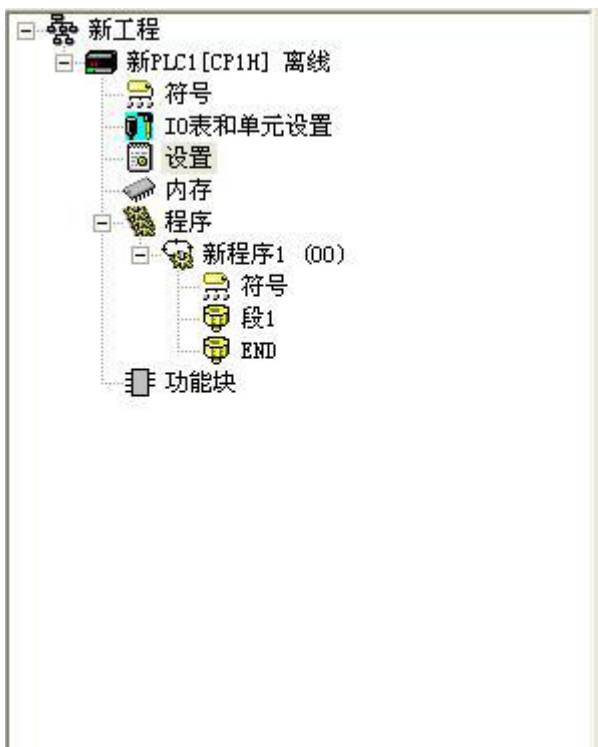 新工程
新PLC1[CP1H] 离线
符号
IO表和单元设置
设置
内存
程序
新程序1 (00)
符号
段1
END
功能块